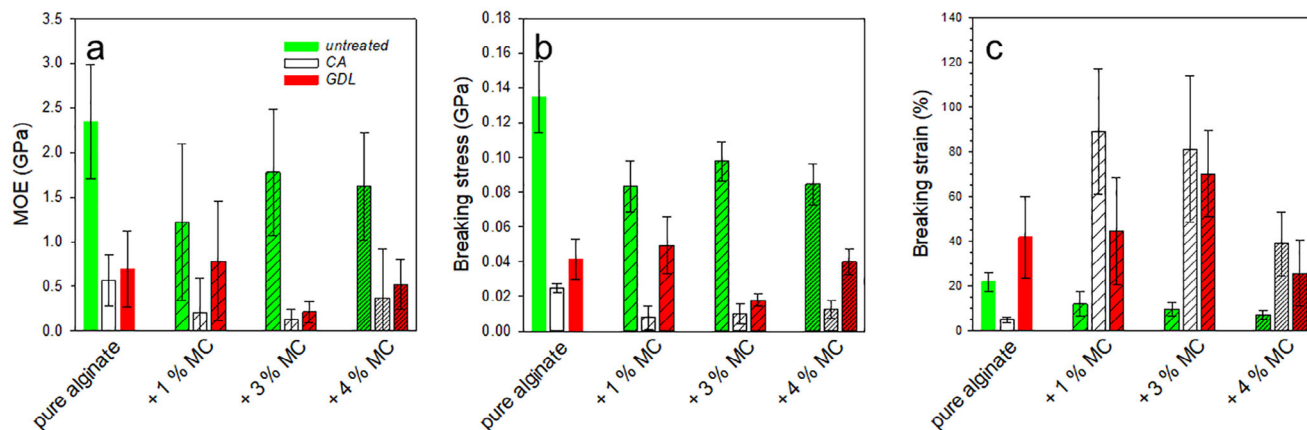 a
untreated
CA
GDL
MOE (GPa)
3.5
3.0
2.5
2.0
1.5
1.0
0.5
0.0
pure alginate
+ 1 % MC
+ 3 % MC
+ 4 % MC
b
Breaking stress (GPa)
0.18
0.16
0.14
0.12
0.10
0.08
0.06
0.04
0.02
0.00
pure alginate
+ 1 % MC
+ 3 % MC
+ 4 % MC
c
Breaking strain (%)
140
120
100
80
60
40
20
0
pure alginate
+ 1 % MC
+ 3 % MC
+ 4 % MC